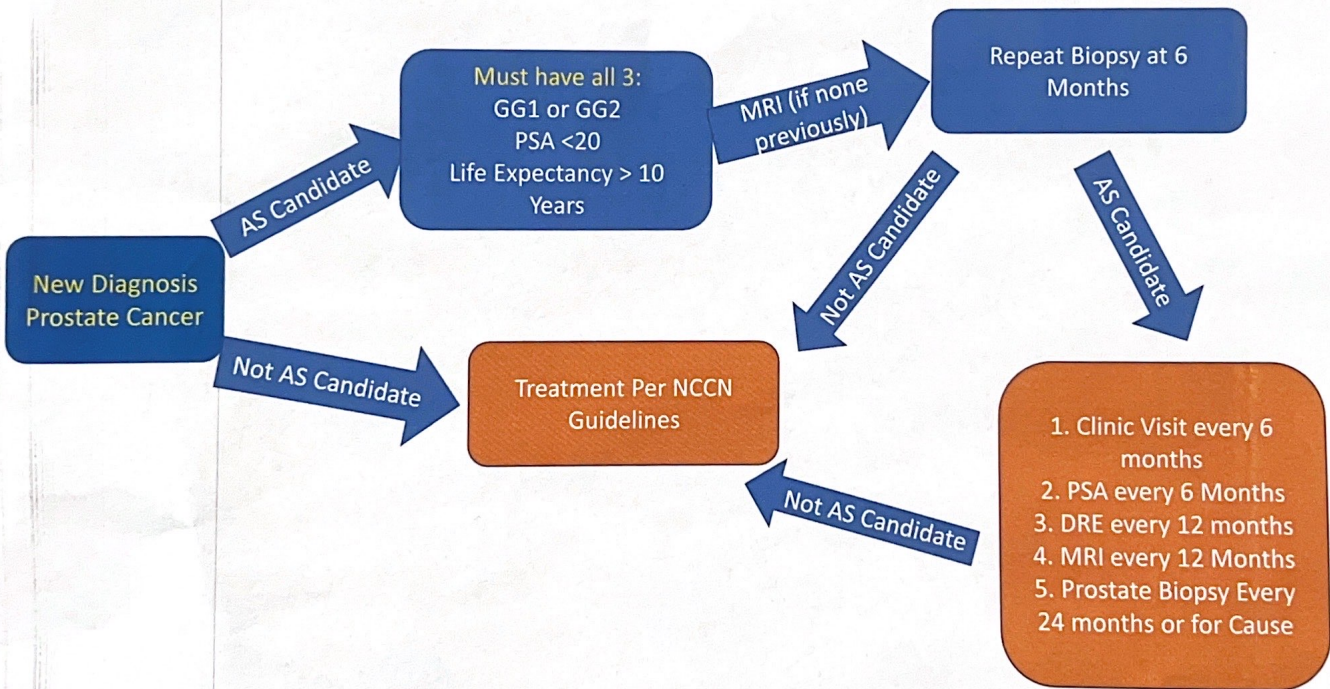 New Diagnosis
Prostate Cancer
AS Candidate
Must have all 3:
GG1 or GG2
PSA <20
Life Expectancy > 10
Years
MRI (if none
previously)
Repeat Biopsy at 6
Months
Not AS Candidate
AS Candidate
Not AS Candidate
Treatment Per NCCN
Guidelines
Not AS Candidate
1. Clinic Visit every 6
months
2. PSA every 6 Months
3. DRE every 12 months
4. MRI every 12 Months
5. Prostate Biopsy Every
24 months or for Cause